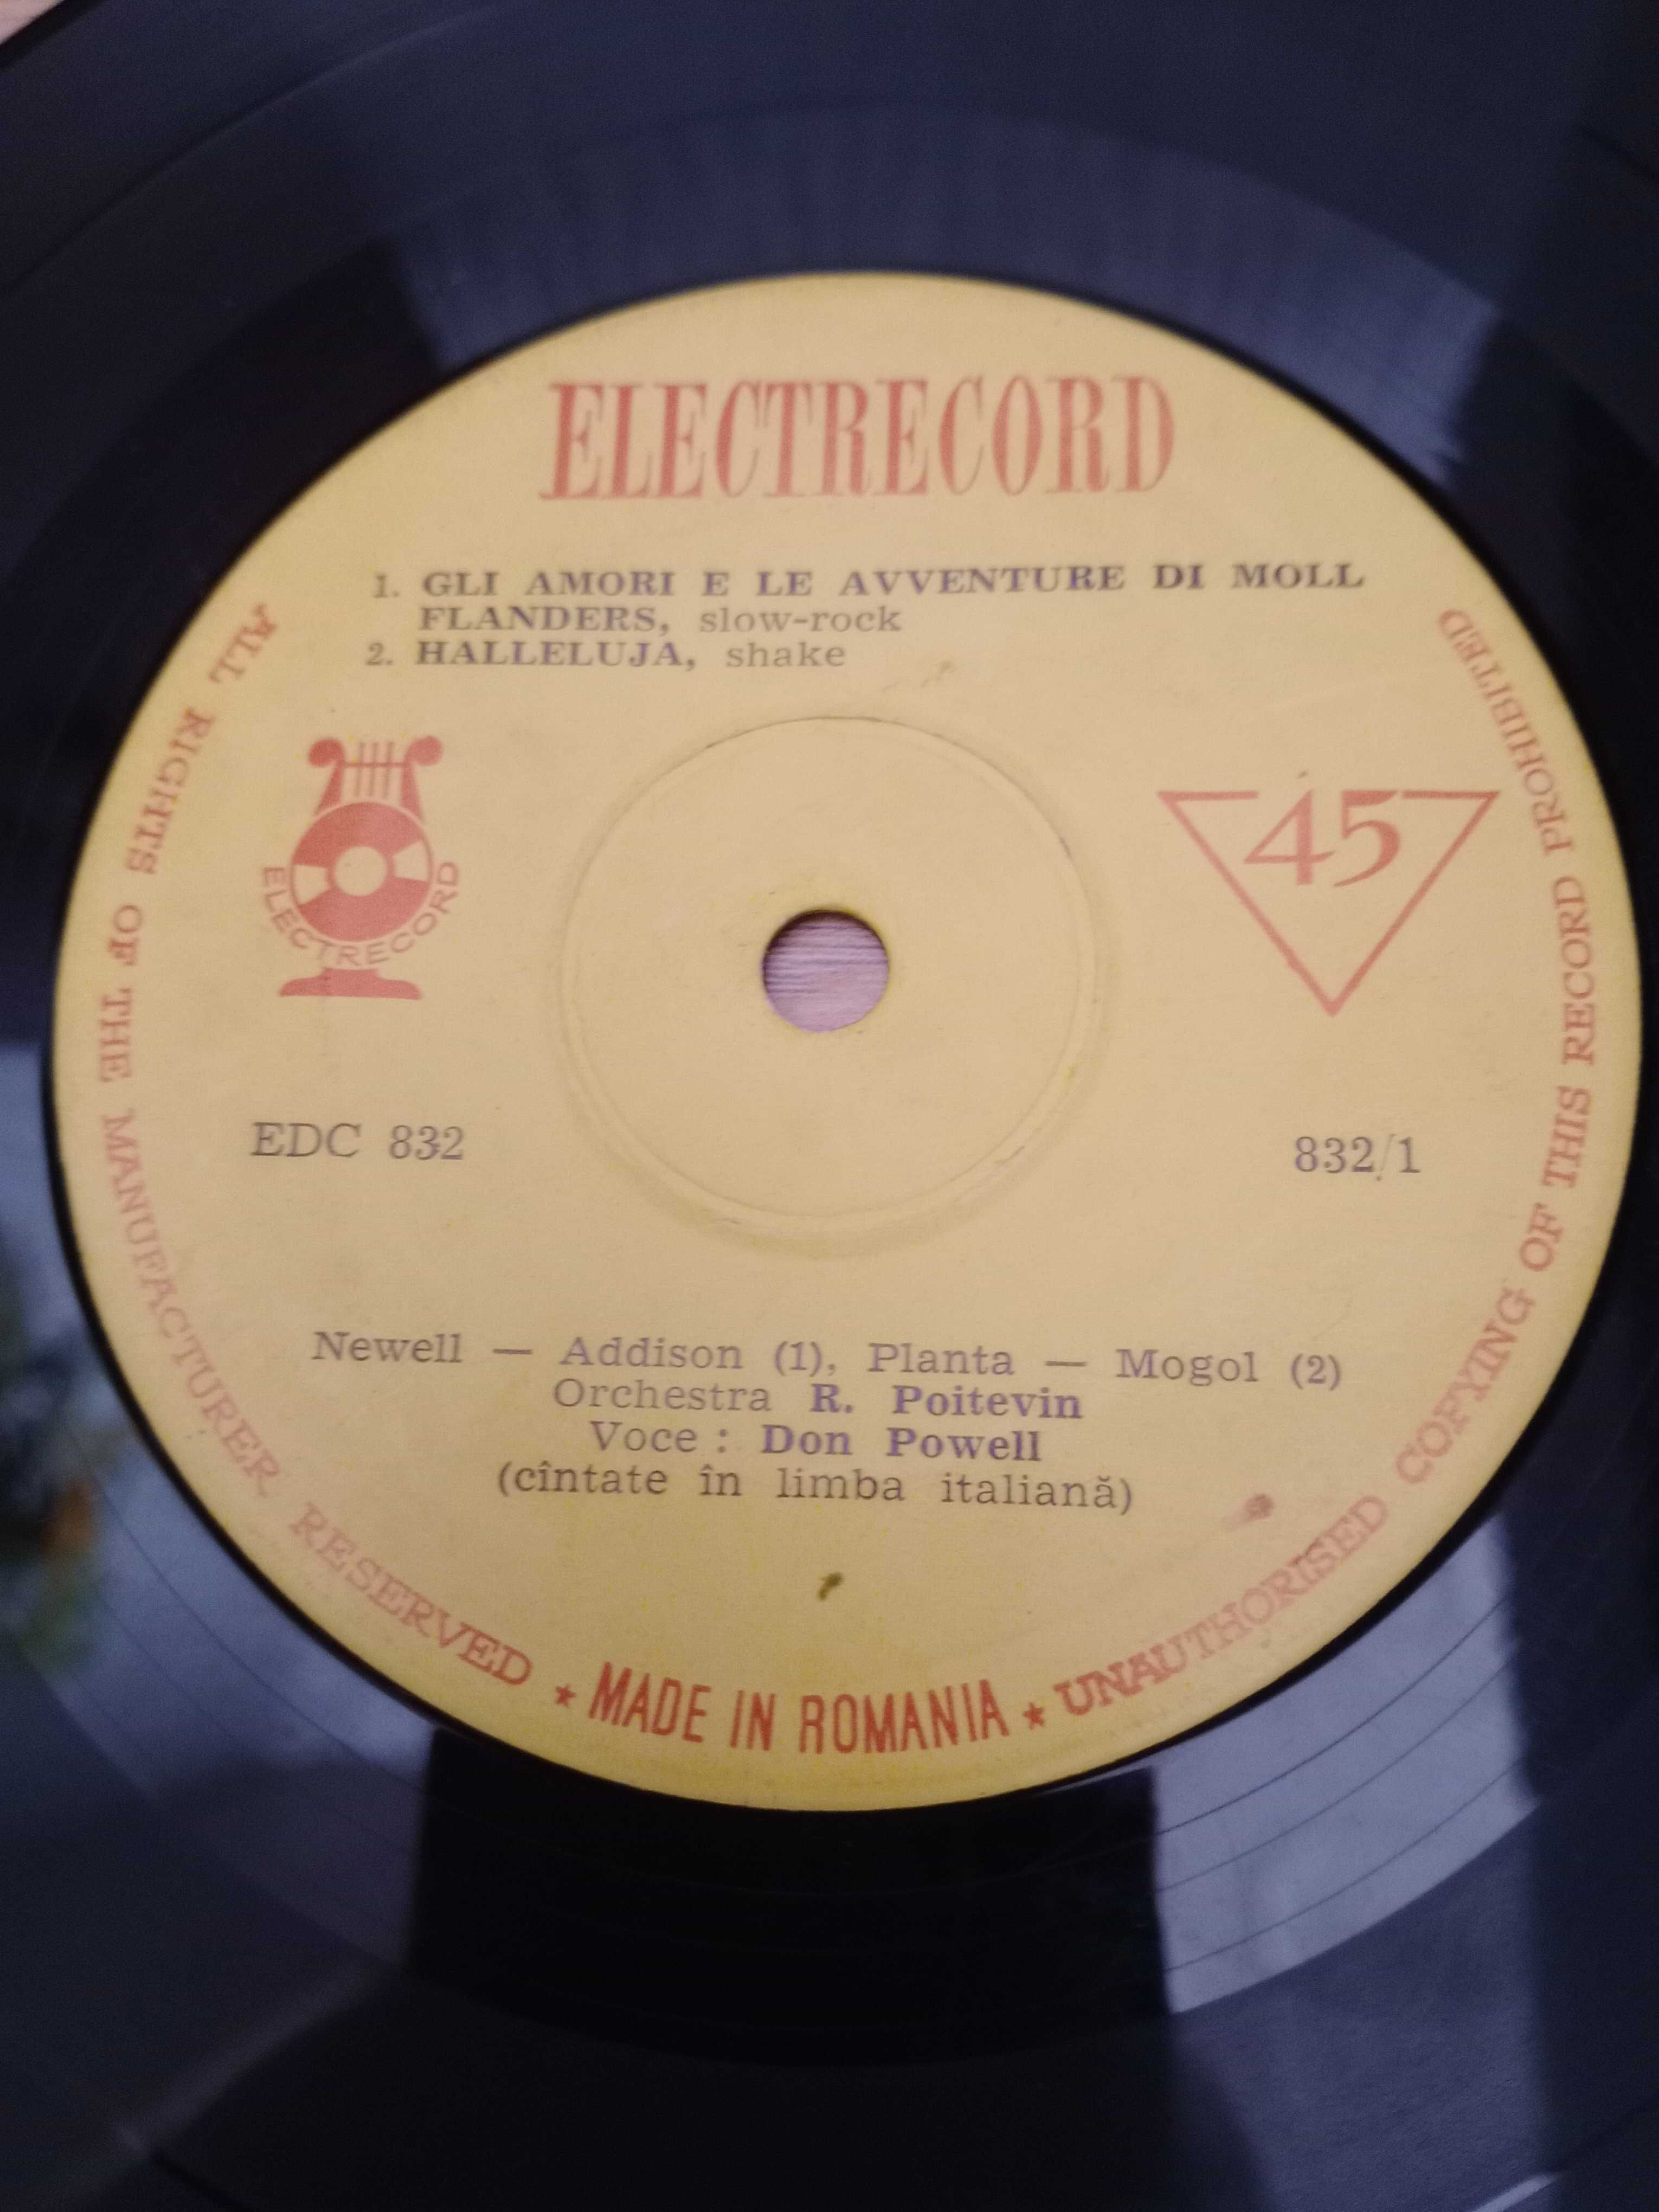 ELECTRECORD
1. GLI AMORI E LE AVVENTURE DI MOLL
FLANDERS, slow-rock
2. HALLELUJA, shake
ELECTRECORD
45
EDC 832
832/1
Newell — Addison (1), Planta — Mogol (2)
Orchestra R. Poitevin
Voce : Don Powell
(cîntate în limba italiană)
ALL RIGHTS OF THE MANUFACTURER RESERVED ★ MADE IN ROMANIA ★ UNAUTHORISED COPYING OF THIS RECORD PROHIBITED